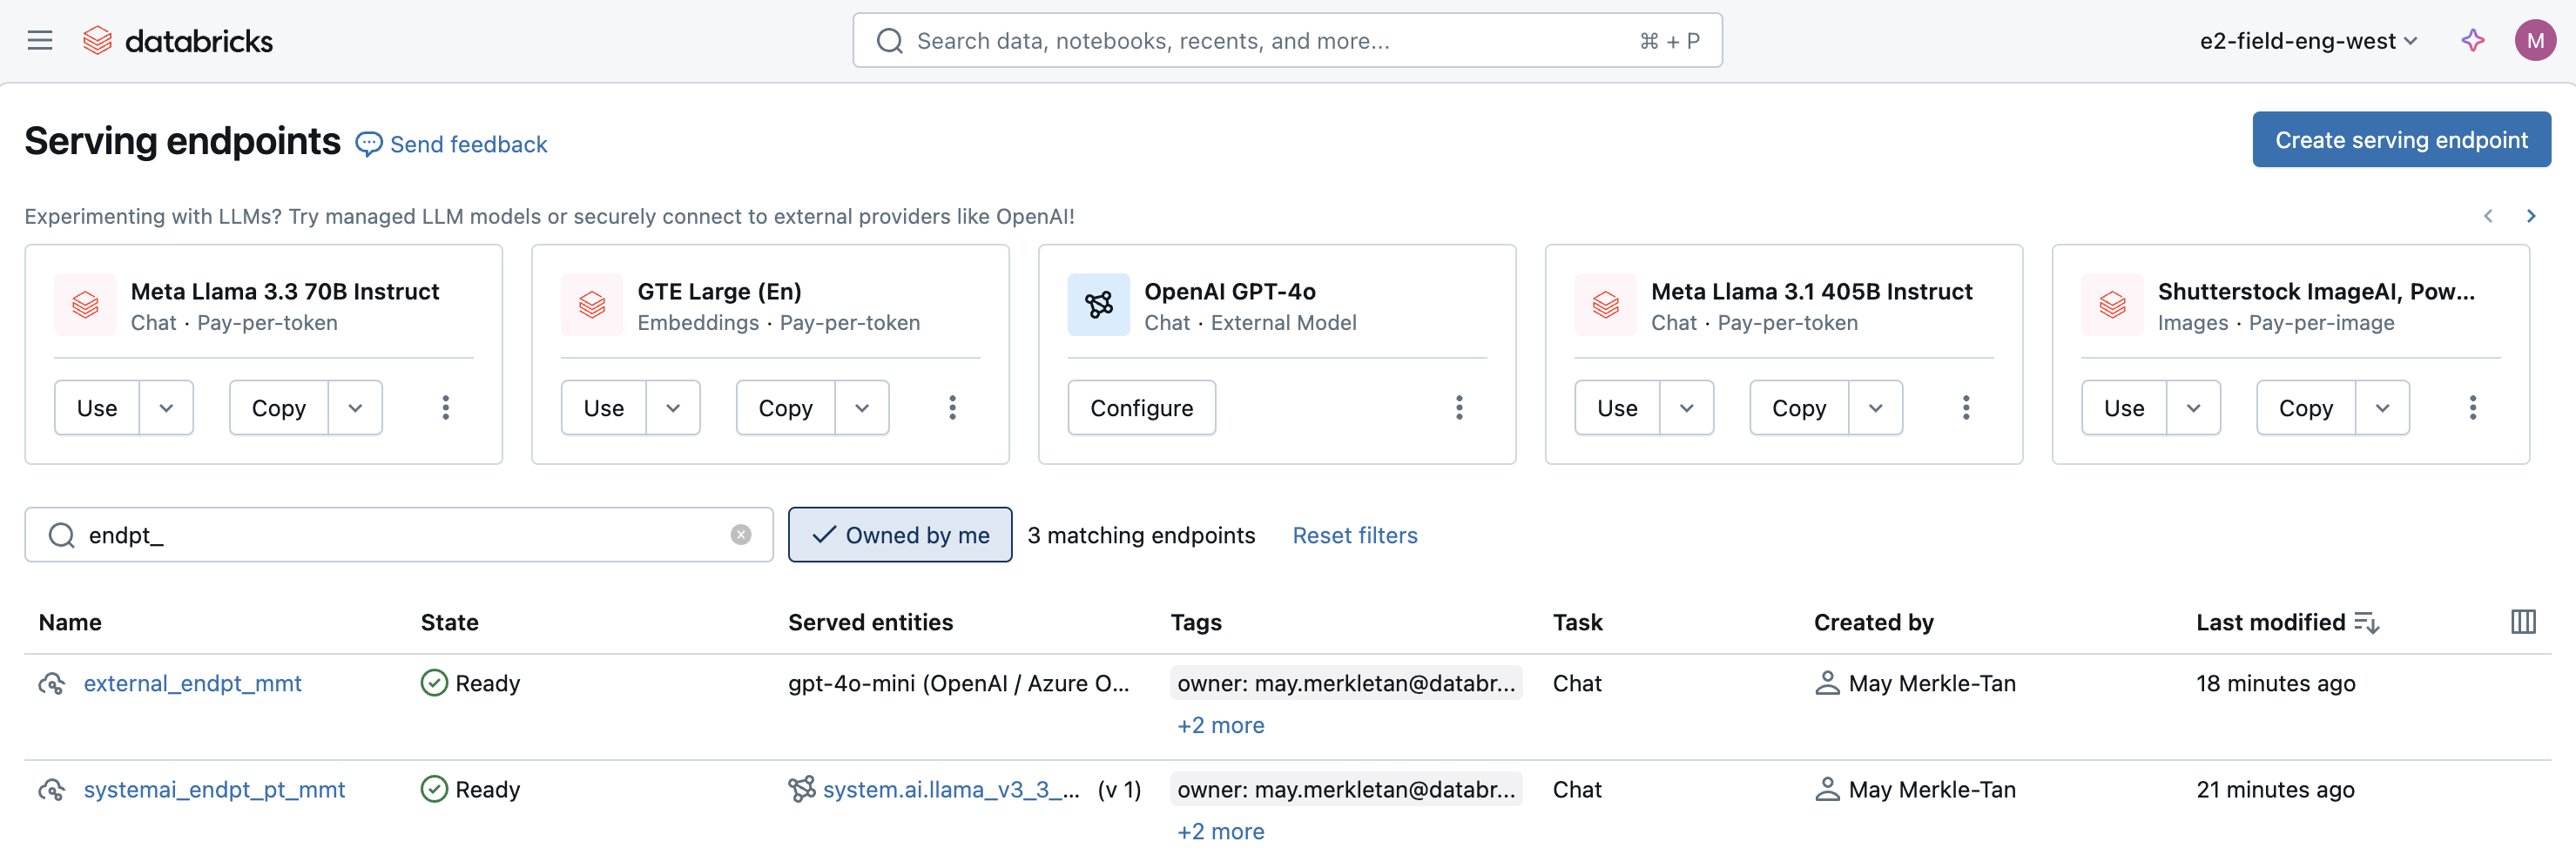 databricks
Search data, notebooks, recents, and more...
⌘ + P
e2-field-eng-west
M
Serving endpoints
Send feedback
Create serving endpoint
Experimenting with LLMs? Try managed LLM models or securely connect to external providers like OpenAI!
Meta Llama 3.3 70B Instruct
Chat · Pay-per-token
Use
Copy
GTE Large (En)
Embeddings · Pay-per-token
Use
Copy
OpenAI GPT-4o
Chat · External Model
Configure
Meta Llama 3.1 405B Instruct
Chat · Pay-per-token
Use
Copy
Shutterstock ImageAI, Pow...
Images · Pay-per-image
Use
Copy
endpt_
Owned by me
3 matching endpoints
Reset filters
Name State Served entities Tags Task Created by Last modified
external_endpt_mmt Ready gpt-4o-mini (OpenAI / Azure O... owner: may.merkletan@databr... Chat May Merkle-Tan 18 minutes ago
+2 more
systemai_endpt_pt_mmt Ready system.ai.llama_v3_3_... (v 1) owner: may.merkletan@databr... Chat May Merkle-Tan 21 minutes ago
+2 more